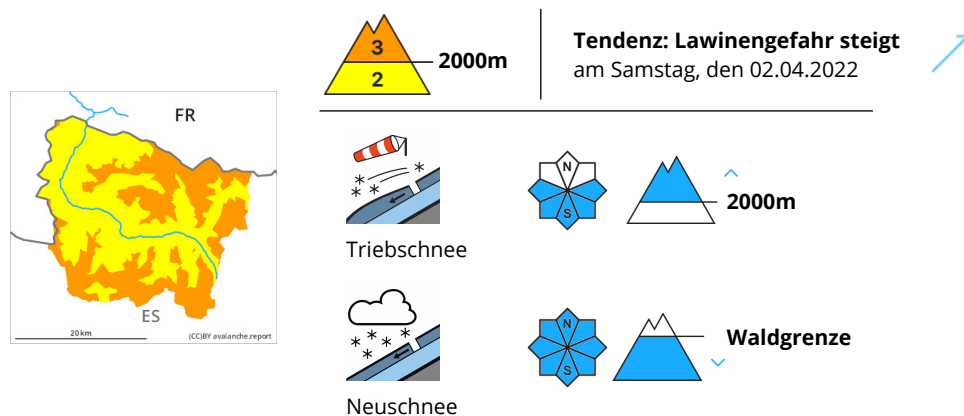 3
2
2000m
Tendenz: Lawinengefahr steigt
am Samstag, den 02.04.2022
FR
ES
20 km
(CC)BY avalanche.report
N
S
2000m
Triebschnee
N
S
Waldgrenze
Neuschnee